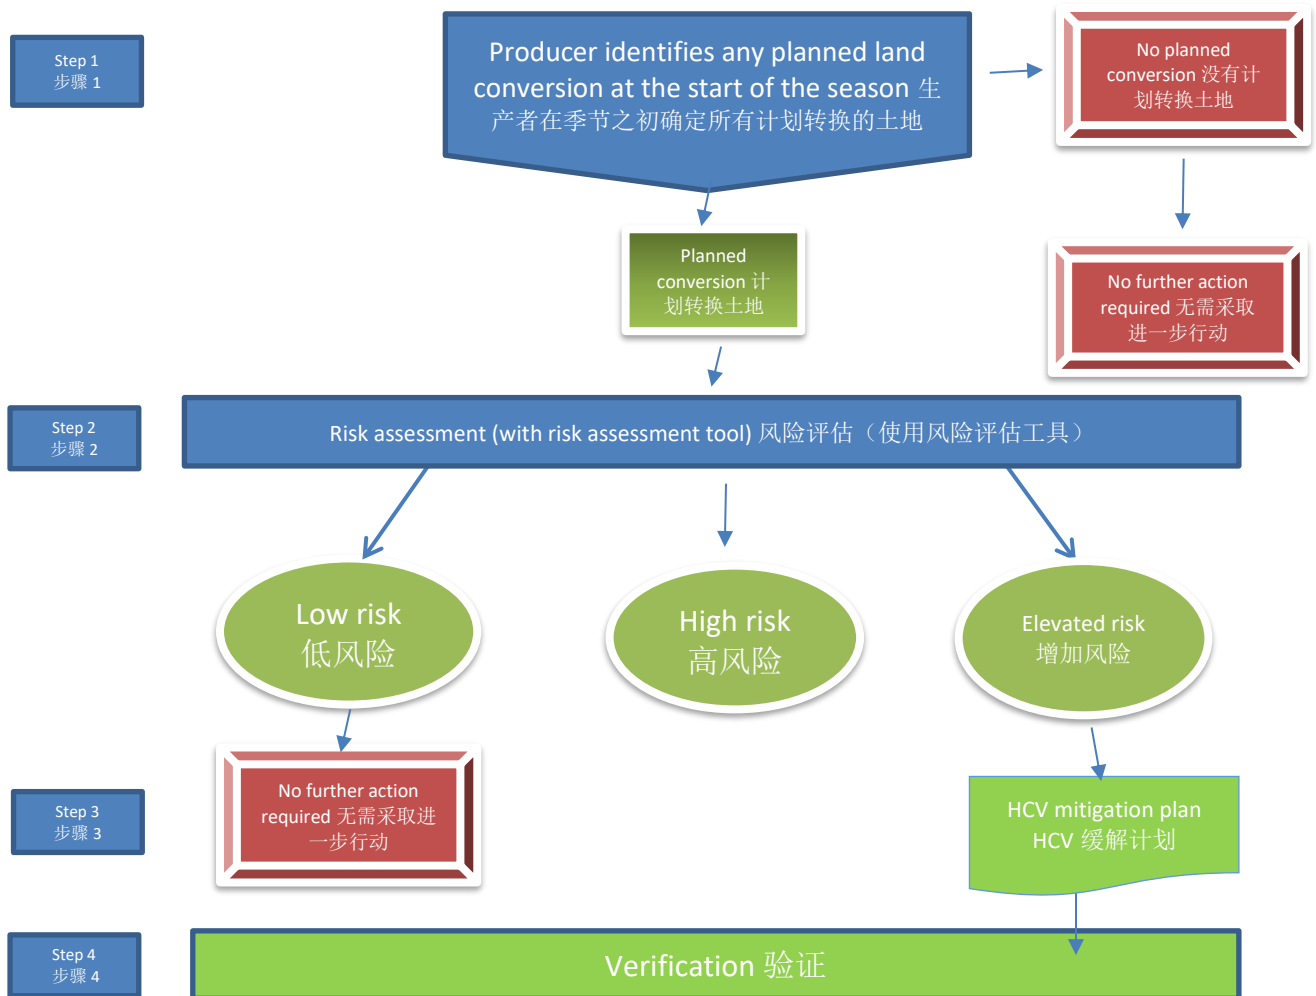 Step 1
步骤 1
Producer identifies any planned land
conversion at the start of the season 生
产者在季节之初确定所有计划转换的土地
No planned
conversion 没有计
划转换土地
Planned
conversion 计
划转换土地
No further action
required 无需采取
进一步行动
Step 2
步骤 2
Risk assessment (with risk assessment tool) 风险评估（使用风险评估工具）
Low risk
低风险
High risk
高风险
Elevated risk
增加风险
Step 3
步骤 3
No further action
required 无需采取进
一步行动
HCV mitigation plan
HCV 缓解计划
Step 4
步骤 4
Verification 验证